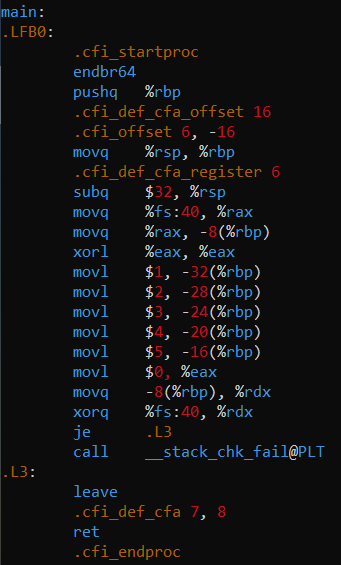 main:
.LFB0:
        .cfi_startproc
        endbr64
        pushq   %rbp
        .cfi_def_cfa_offset 16
        .cfi_offset 6, -16
        movq    %rsp, %rbp
        .cfi_def_cfa_register 6
        subq    $32, %rsp
        movq    %fs:40, %rax
        movq    %rax, -8(%rbp)
        xorl    %eax, %eax
        movl    $1, -32(%rbp)
        movl    $2, -28(%rbp)
        movl    $3, -24(%rbp)
        movl    $4, -20(%rbp)
        movl    $5, -16(%rbp)
        movl    $0, %eax
        movq    -8(%rbp), %rdx
        xorq    %fs:40, %rdx
        je      .L3
        call    __stack_chk_fail@PLT
.L3:
        leave
        .cfi_def_cfa 7, 8
        ret
        .cfi_endproc